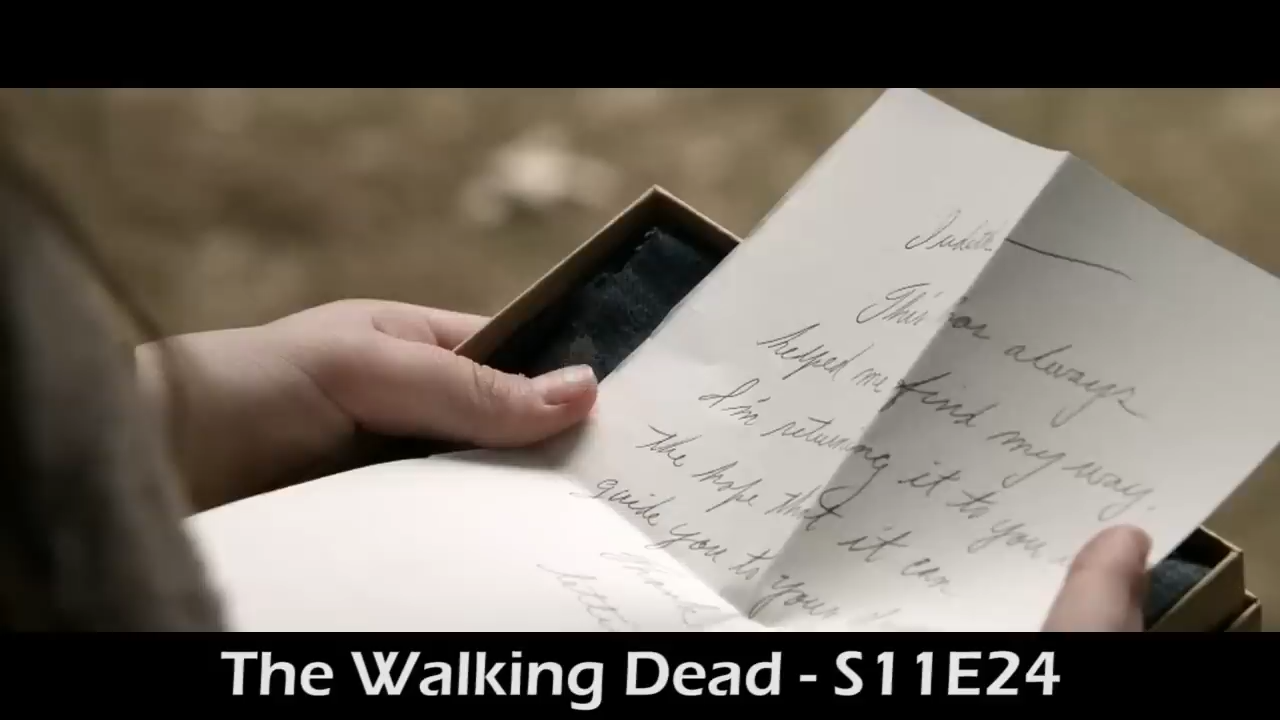 Judith
This has always
helped me find my way.
I'm returning it to you
the hope that it can
guide you to your
Thank
The Walking Dead - S11E24